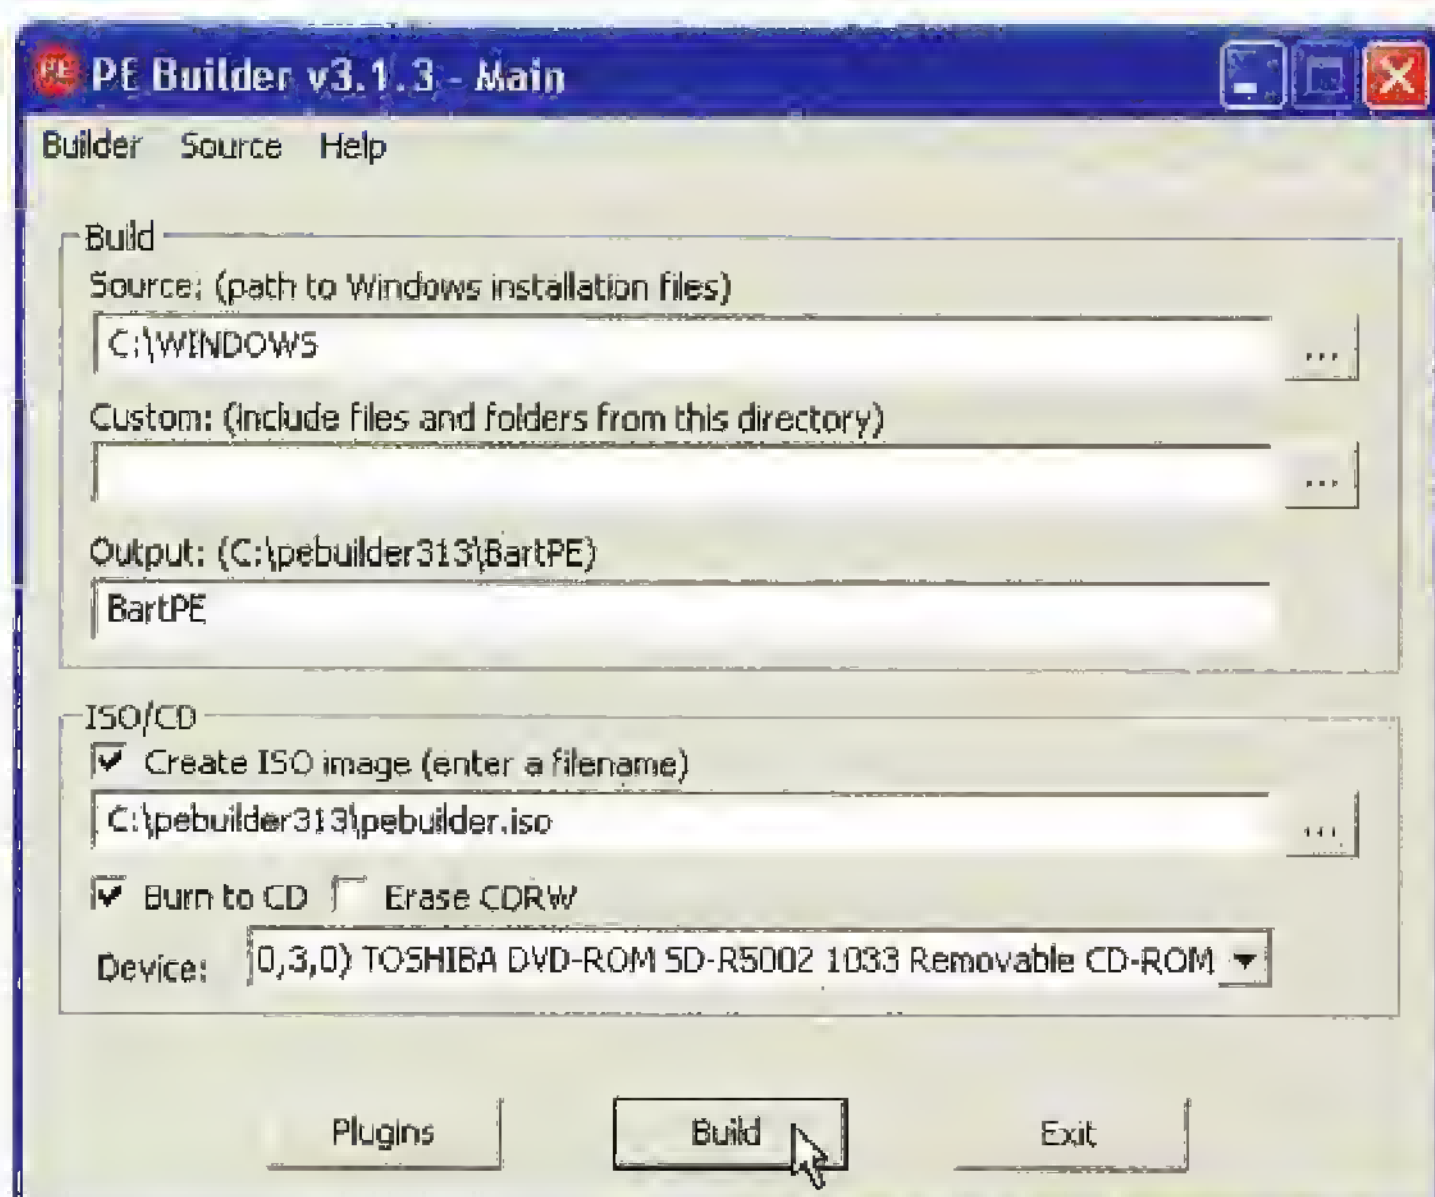 PE PE Builder v3.1.3 - Main
Builder Source Help
Build
Source: (path to Windows installation files)
C:\WINDOWS
...
Custom: (include files and folders from this directory)
...
Output: (C:\pebuilder313\BartPE)
BartPE
ISO/CD
Create ISO image (enter a filename)
C:\pebuilder313\pebuilder.iso
...
Burn to CD Erase CDRW
Device: 0,3,0) TOSHIBA DVD-ROM SD-R5002 1033 Removable CD-ROM
Plugins Build Exit